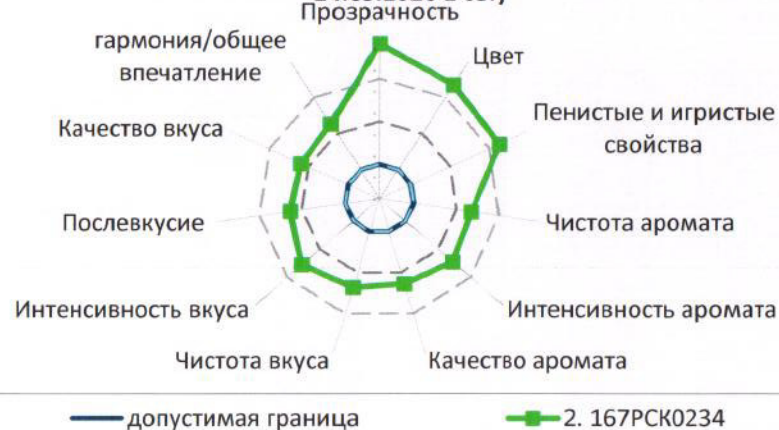 Прозрачность
гармония/общее
впечатление
Цвет
Пенистые и игристые
свойства
Качество вкуса
Послевкусие
Чистота аромата
Интенсивность вкуса
Интенсивность аромата
Чистота вкуса
Качество аромата
допустимая граница
2. 167РСК0234